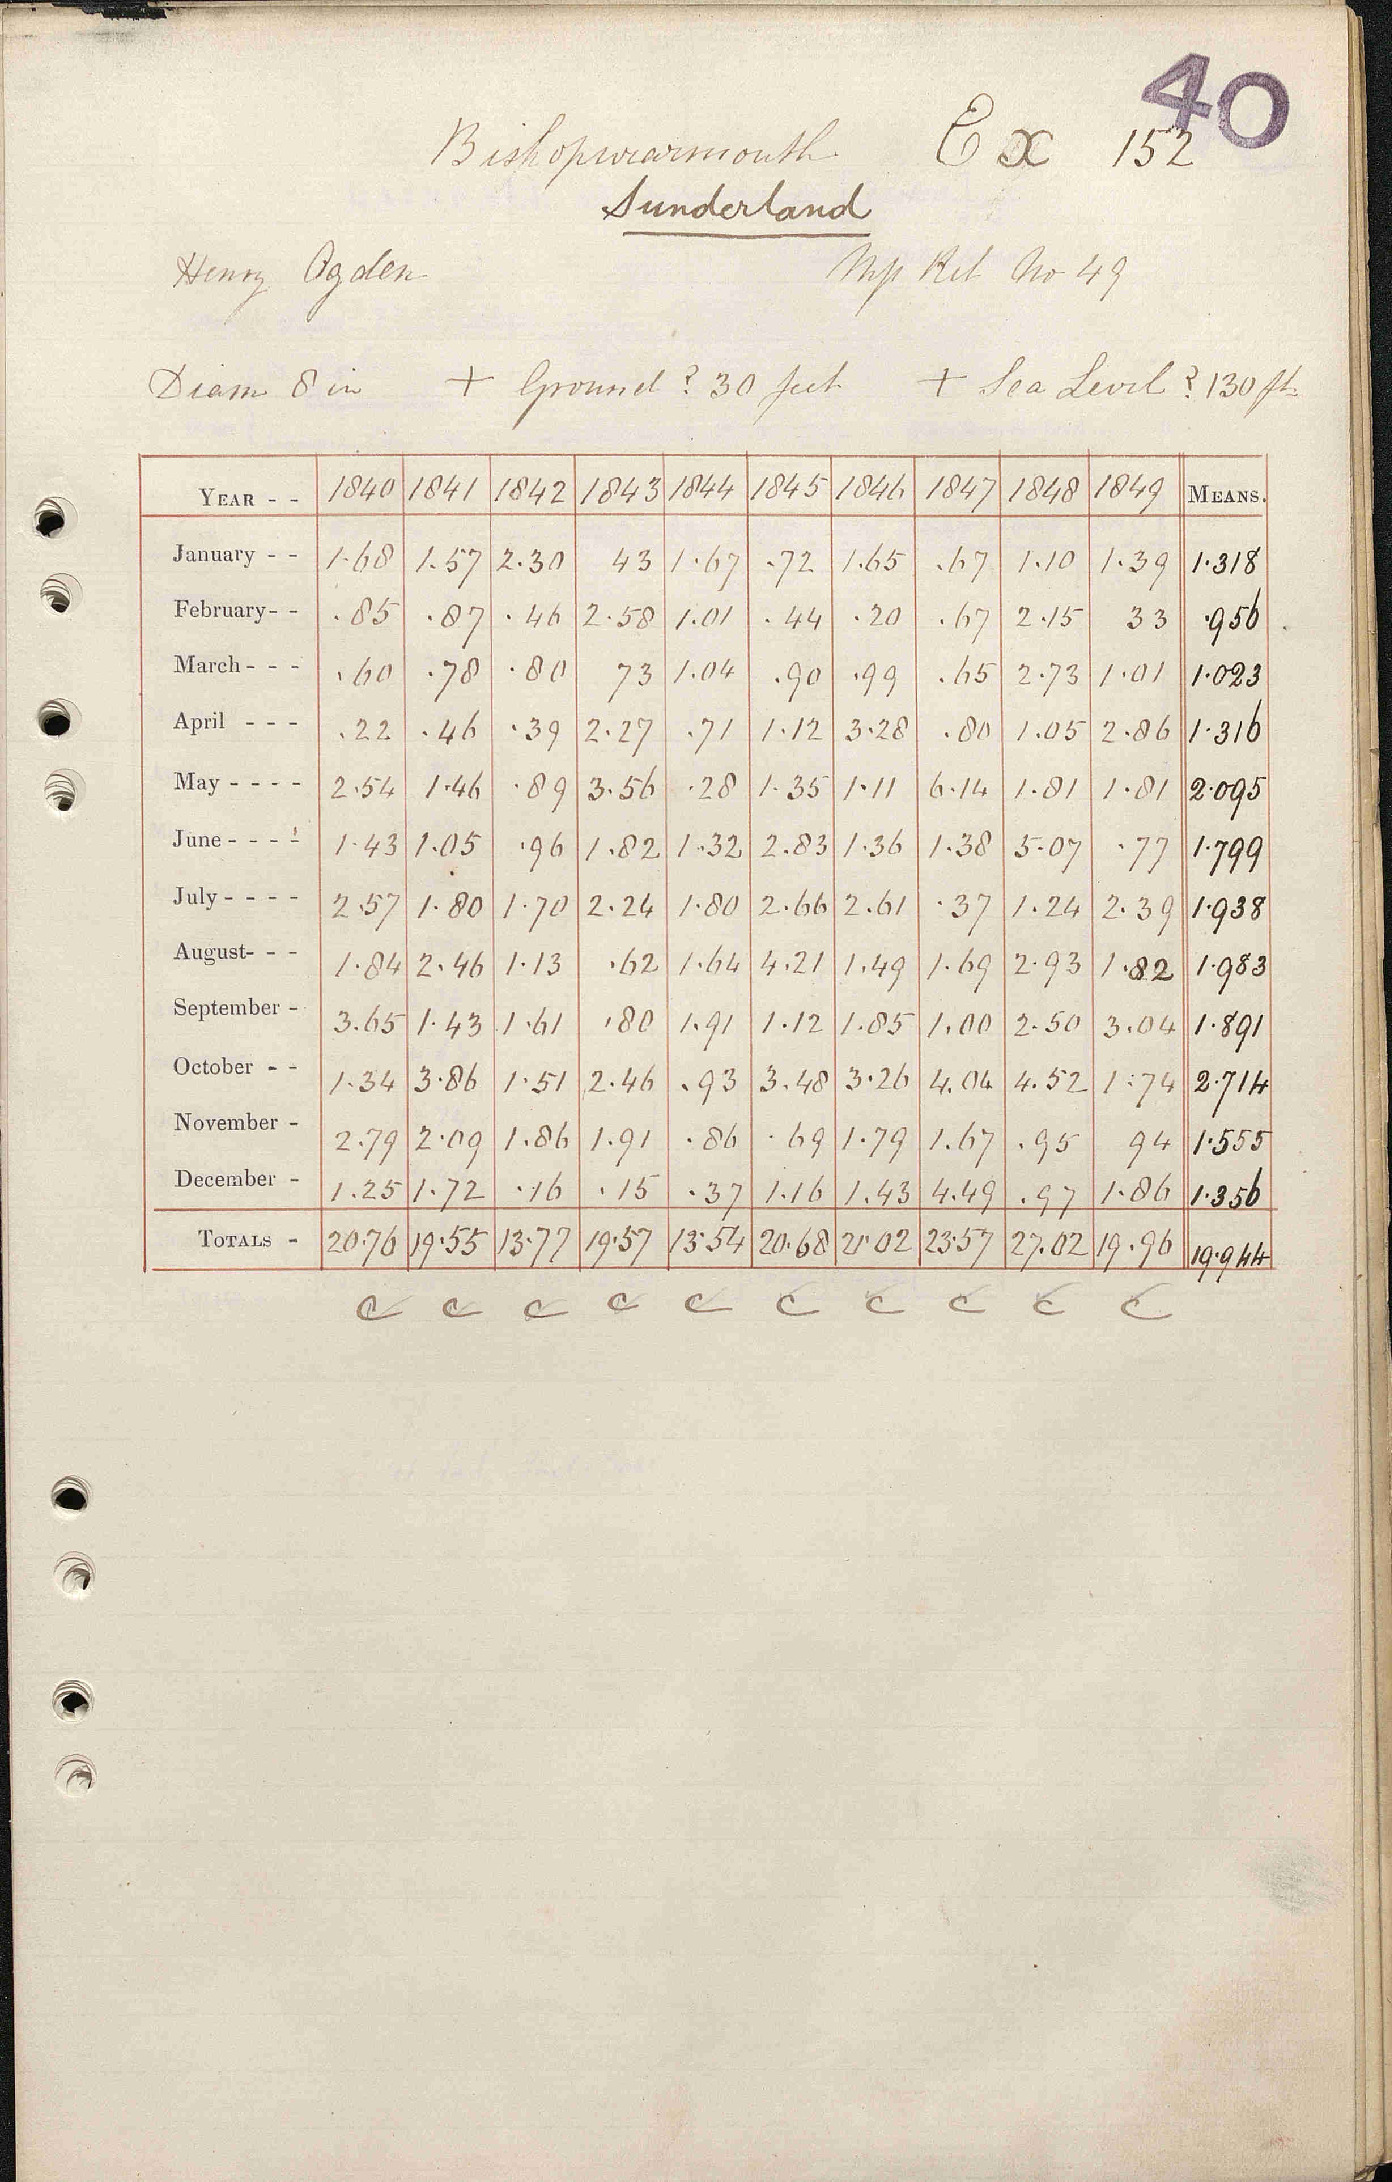 40
Bishopwearmouth Ex 152
Sunderland
Henry Ogden Ret No 49
Diam 8 in + Ground ? 30 feet + Sea Level ? 130 ft
YEAR - - 1840 1841 1842 1843 1844 1845 1846 1847 1848 1849 MEANS.
January - - 1.68 1.57 2.30 43 1.67 .72 1.65 .67 1.10 1.39 1.318
February - - .85 .87 .46 2.58 1.01 .44 .20 .67 2.15 33 .956
March - - - .60 .78 .80 73 1.04 .90 .99 .65 2.73 1.01 1.023
April - - - .22 .46 .39 2.27 .71 1.12 3.28 .80 1.05 2.86 1.316
May - - - - 2.54 1.46 .89 3.56 .28 1.35 1.11 6.14 1.81 1.81 2.095
June - - - - 1.43 1.05 .96 1.82 1.32 2.83 1.36 1.38 5.07 .77 1.799
July - - - - 2.57 1.80 1.70 2.24 1.80 2.66 2.61 .37 1.24 2.39 1.938
August - - - 1.84 2.46 1.13 .62 1.64 4.21 1.49 1.69 2.93 1.82 1.983
September - 3.65 1.43 1.61 .80 1.91 1.12 1.85 1.00 2.50 3.04 1.891
October - - 1.34 3.86 1.51 2.46 .93 3.48 3.26 4.04 4.52 1.74 2.714
November - 2.79 2.09 1.86 1.91 .86 .69 1.79 1.67 .95 94 1.555
December - 1.25 1.72 .16 .15 .37 1.16 1.43 4.49 .97 1.86 1.356
TOTALS - 20.76 19.55 13.77 19.57 13.54 20.68 21.02 23.57 27.02 19.96 19.944
c c c c c c c c c c